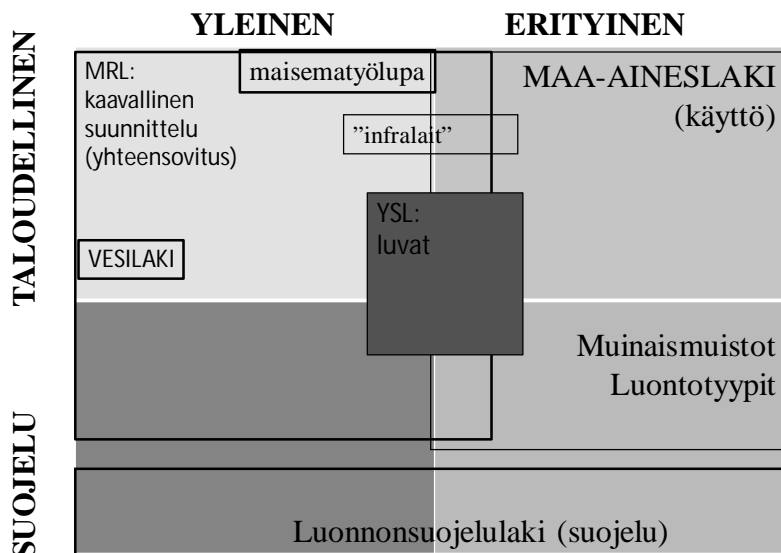 YLEINEN
ERITYINEN
TALOUDELLINEN
SUOJELU
MRL:
kaavallinen
suunnittelu
(yhteensovitus)
maisematyölupa
MAA-AINESLAKI
(käyttö)
”infralait”
YSL:
luvat
VESILAKI
Muinaismuistot
Luontotyypit
Luonnonsuojelulaki (suojelu)